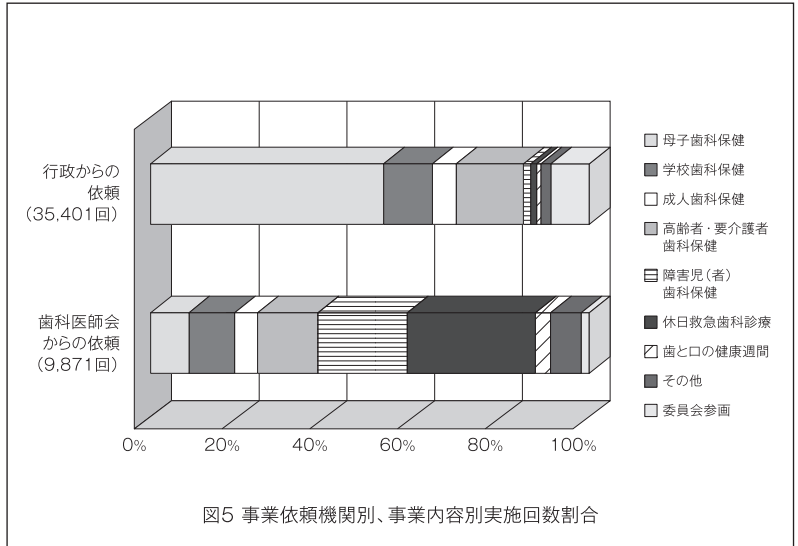 行政からの
依頼
（35,401回）
歯科医師会
からの依頼
（9,871回）
0%
20%
40%
60%
80%
100%
母子歯科保健
学校歯科保健
成人歯科保健
高齢者・要介護者
歯科保健
障害児（者）
歯科保健
休日救急歯科診療
歯と口の健康週間
その他
委員会参画
図5 事業依頼機関別、事業内容別実施回数割合